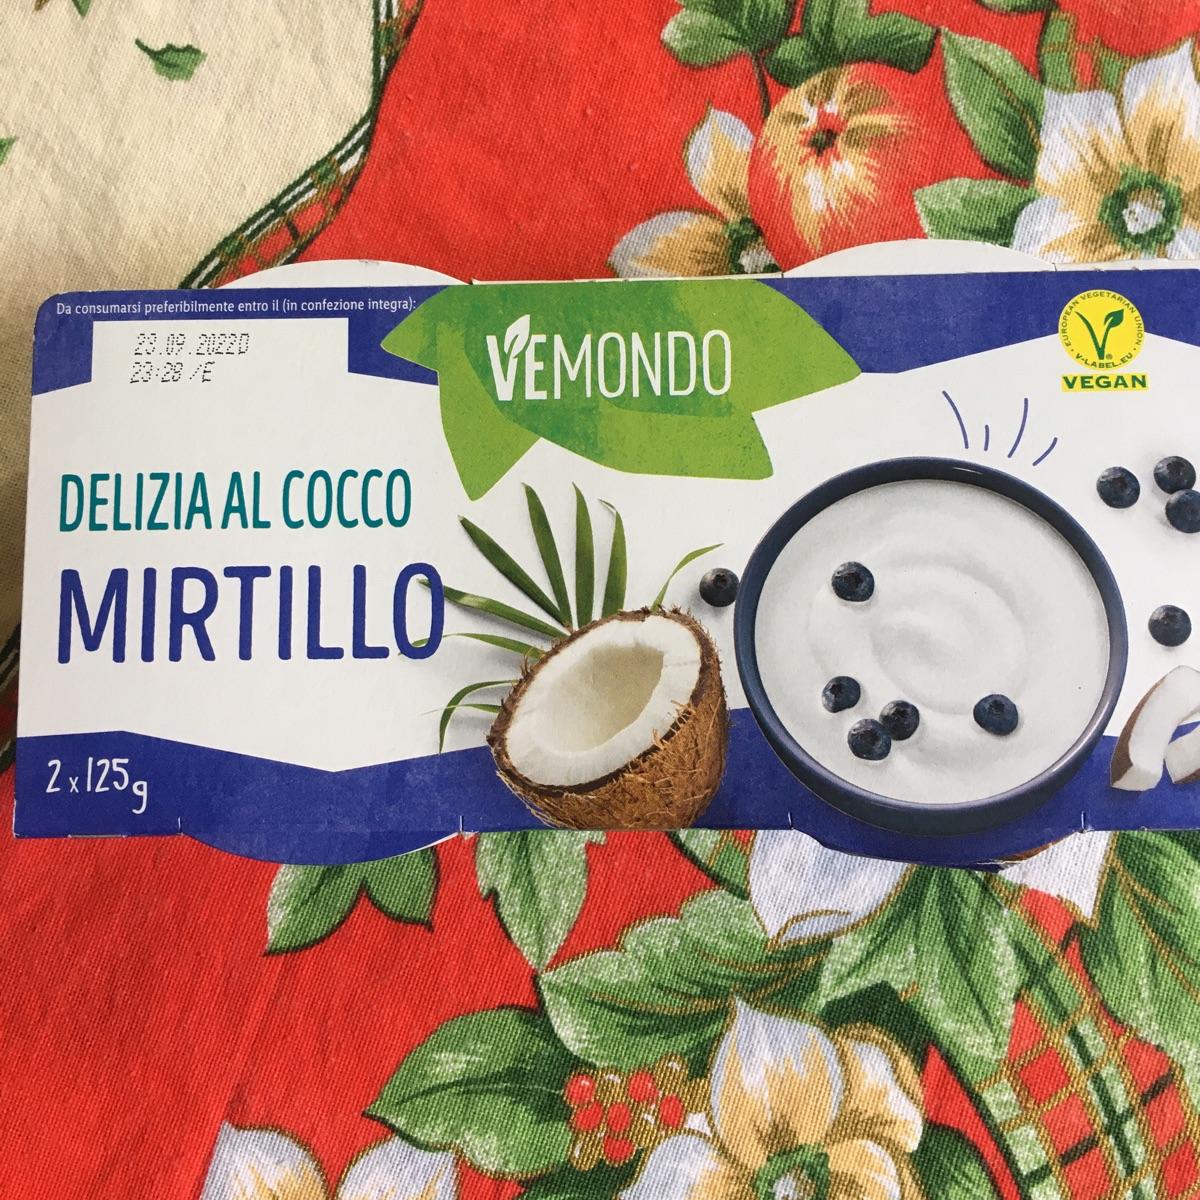 Da consumarsi preferibilmente entro il (in confezione integra):
23.09.2022D
23:28 /E
VEMONDO
EUROPEAN VEGETARIAN UNION
V-LABEL.EU
VEGAN
DELIZIA AL COCCO
MIRTILLO
2 x 125g